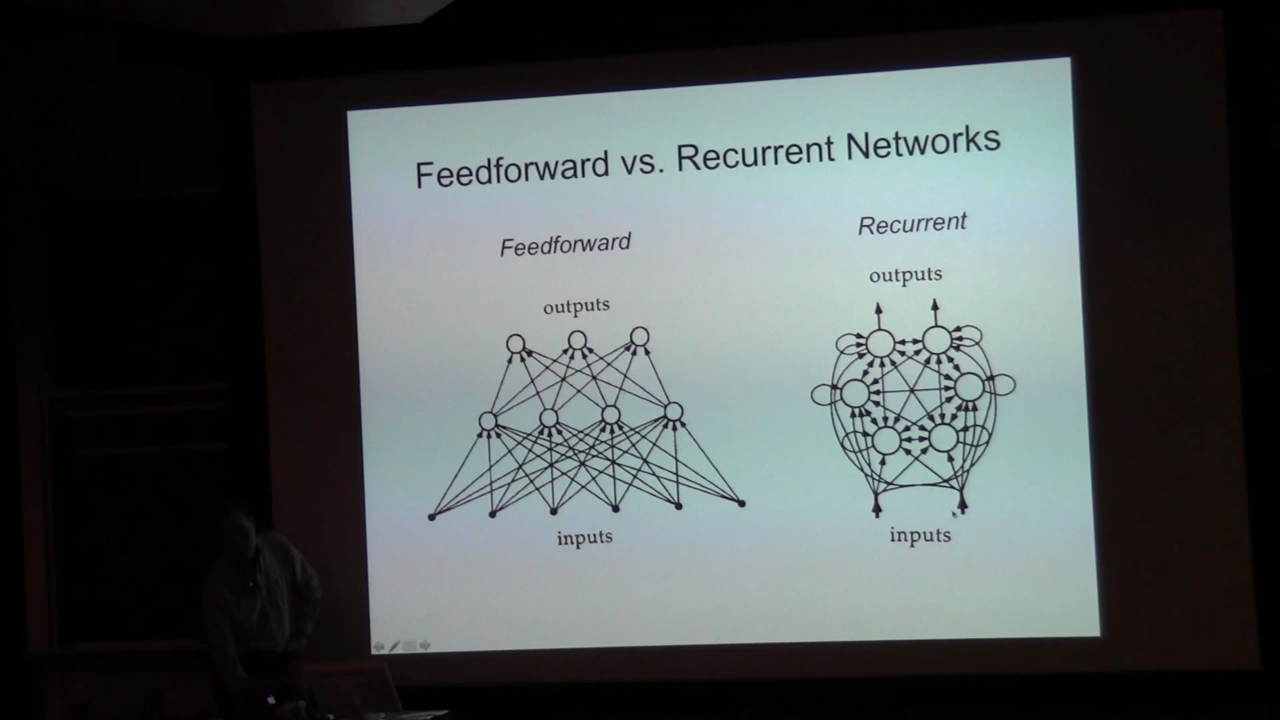 Feedforward vs. Recurrent Networks
Feedforward
outputs
inputs
Recurrent
outputs
inputs